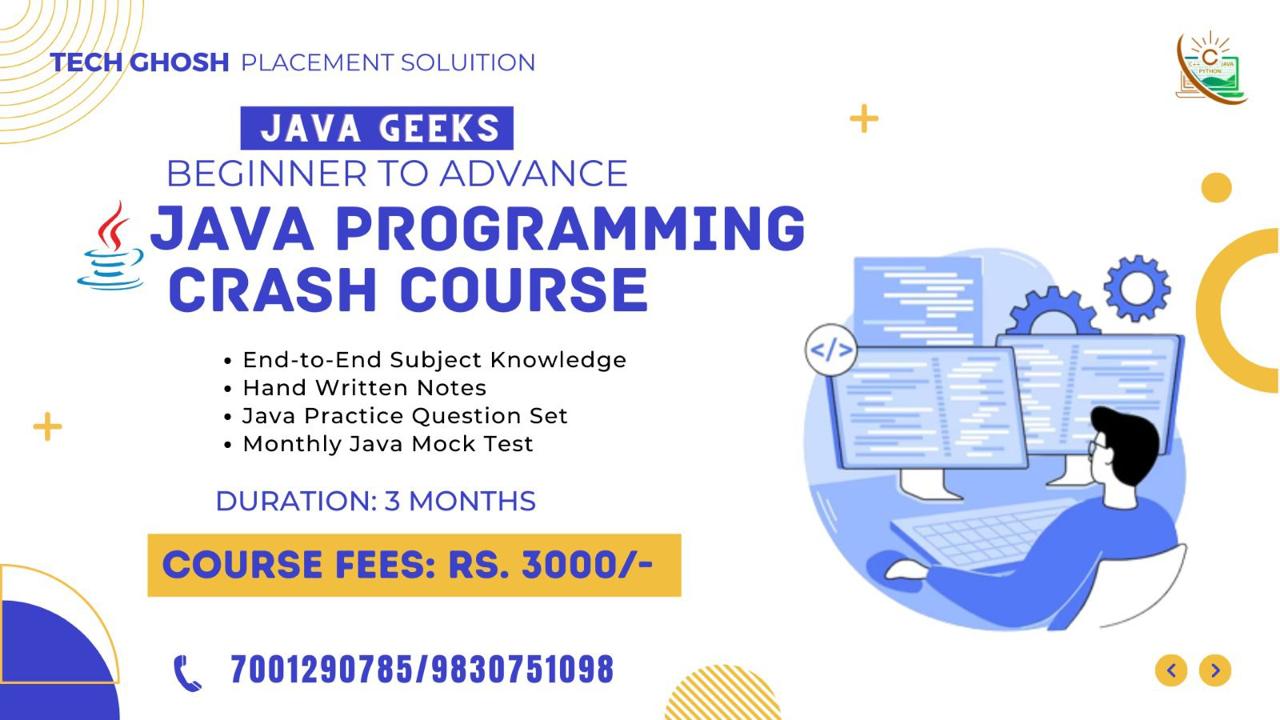 TECH GHOSH PLACEMENT SOLUITION
JAVA GEEKS
BEGINNER TO ADVANCE
JAVA PROGRAMMING
CRASH COURSE
• End-to-End Subject Knowledge
• Hand Written Notes
• Java Practice Question Set
• Monthly Java Mock Test
DURATION: 3 MONTHS
COURSE FEES: RS. 3000/-
7001290785/9830751098
C++ C JAVA
PYTHON
</>